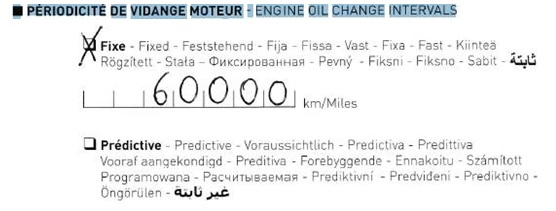 ■ PÉRIODICITÉ DE VIDANGE MOTEUR - ENGINE OIL CHANGE INTERVALS
Fixe - Fixed - Feststehend - Fija - Fissa - Vast - Fixa - Fast - Kiinteä
Rögzített - Stała - Фиксированная - Pevný - Fiksni - Fiksno - Sabit - ثابتة
60000 km/Miles
❑ Prédictive - Predictive - Voraussichtlich - Predictiva - Predittiva
Vooraf aangekondigd - Preditiva - Forebyggende - Ennakoitu - Számított
Programowana - Расчитываемая - Prediktivní - Predviđeni - Prediktivno -
Öngörülen - غير ثابتة